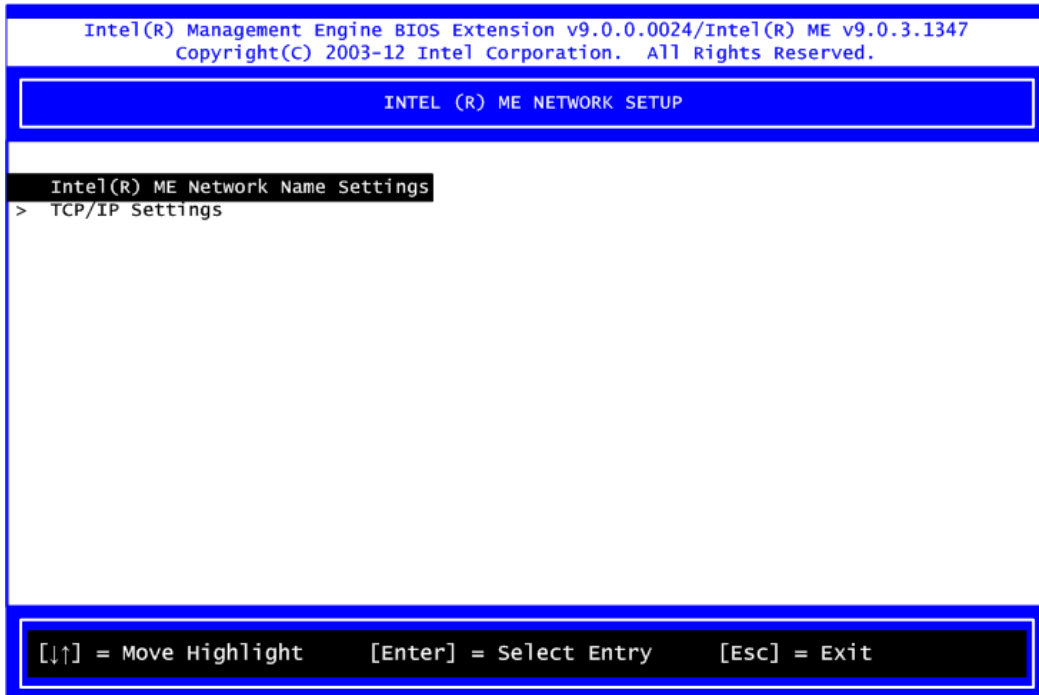 Intel(R) Management Engine BIOS Extension v9.0.0.0024/Intel(R) ME v9.0.3.1347
Copyright(C) 2003-12 Intel Corporation.  All Rights Reserved.
INTEL (R) ME NETWORK SETUP
Intel(R) ME Network Name Settings
> TCP/IP Settings
[↓↑] = Move Highlight [Enter] = Select Entry [Esc] = Exit